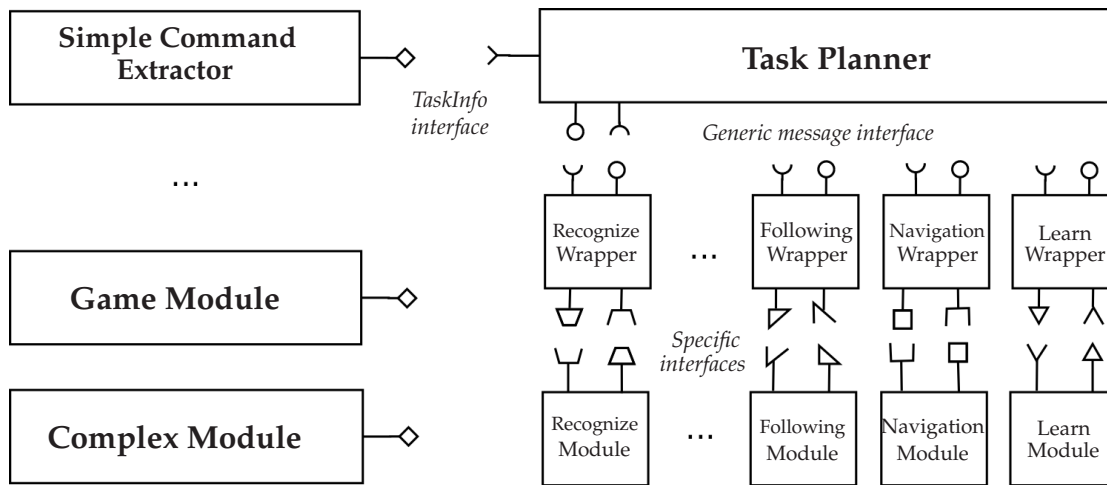 Simple Command
Extractor
Task Planner
TaskInfo
interface
Generic message interface
...
Recognize
Wrapper
...
Following
Wrapper
Navigation
Wrapper
Learn
Wrapper
Game Module
Specific
interfaces
Complex Module
Recognize
Module
...
Following
Module
Navigation
Module
Learn
Module